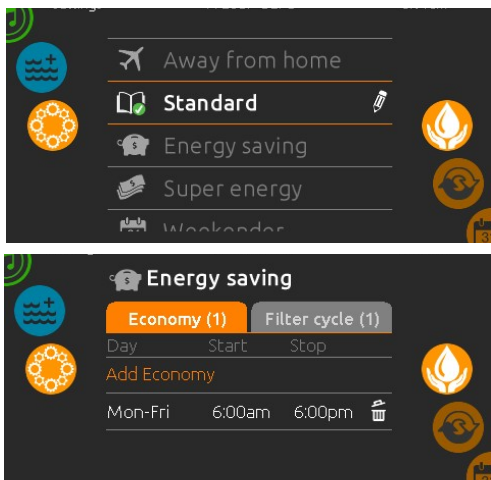 Away from home
Standard
Energy saving
Super energy
Weekender
Energy saving
Economy (1) Filter cycle (1)
Day Start Stop
Add Economy
Mon-Fri 6:00am 6:00pm